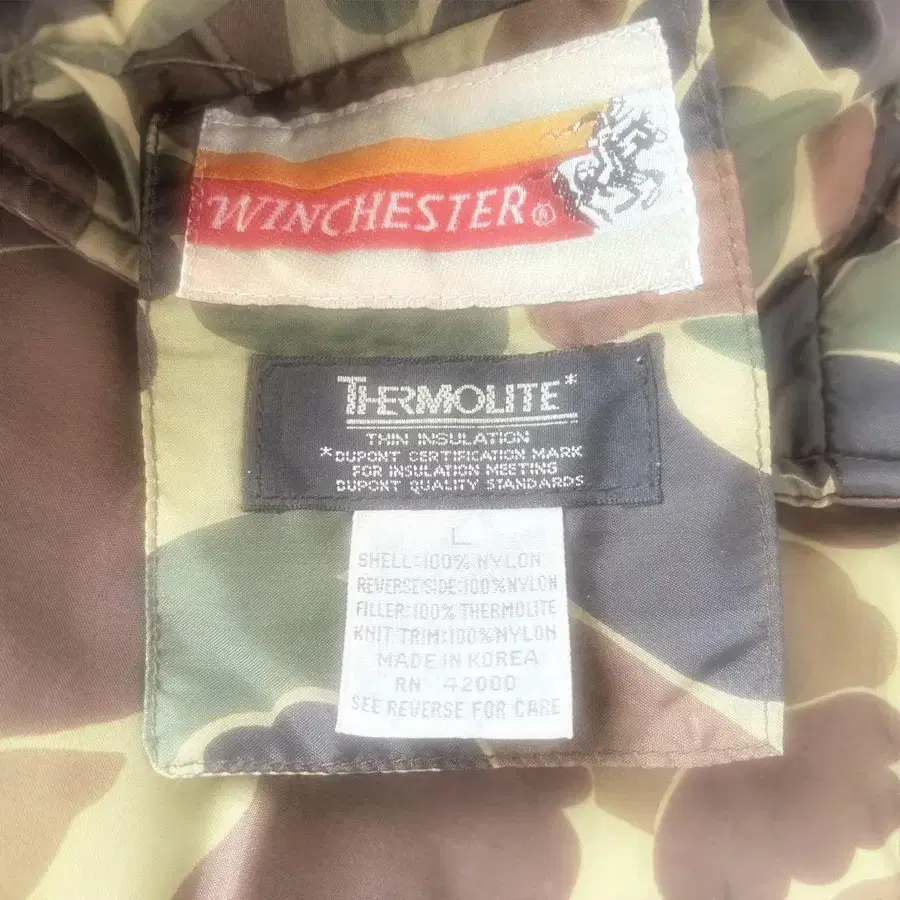 WINCHESTER®
THERMOLITE*
THIN INSULATION
*DUPONT CERTIFICATION MARK
FOR INSULATION MEETING
DUPONT QUALITY STANDARDS
L
SHELL:100% NYLON
REVERSE SIDE:100%NYLON
FILLER:100% THERMOLITE
KNIT TRIM:100%NYLON
MADE IN KOREA
RN 42000
SEE REVERSE FOR CARE